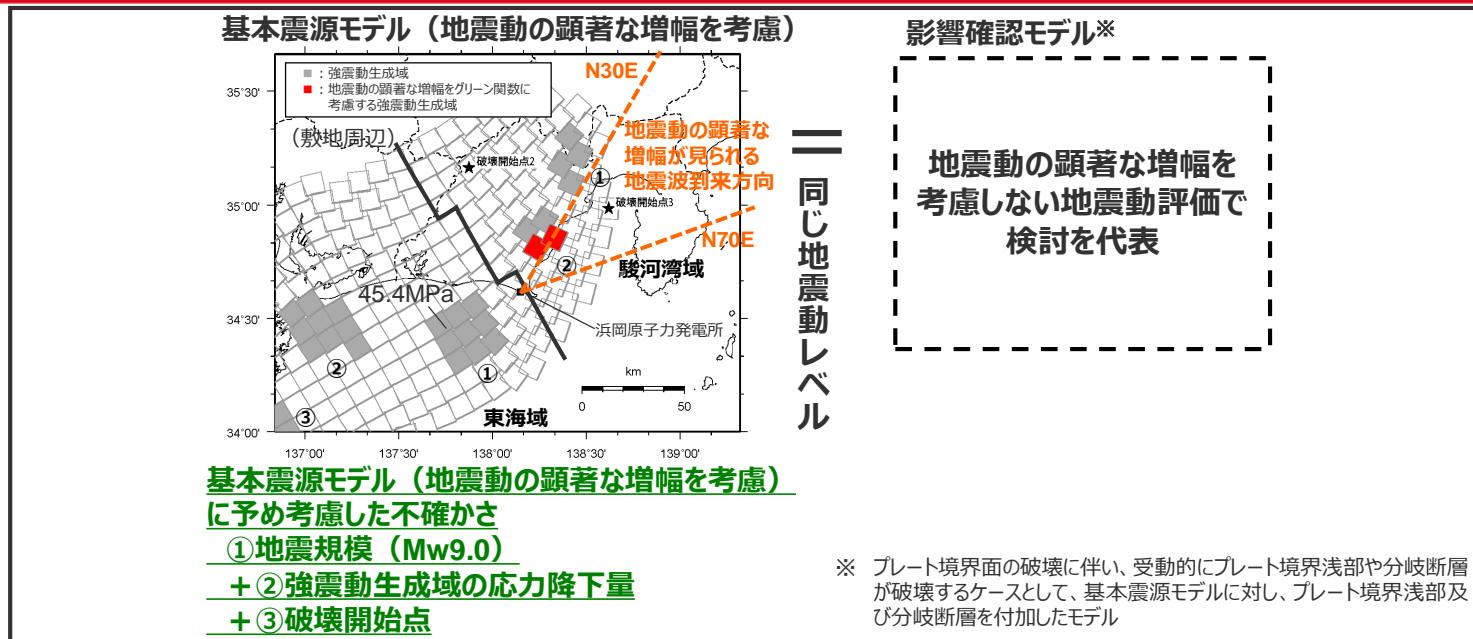 基本震源モデル（地震動の顕著な増幅を考慮）
■：強震動生成域
■：地震動の顕著な増幅をグリーン関数に
考慮する強震動生成域
（敷地周辺）
N30E
地震動の顕著な
増幅が見られる
地震波到来方向
N70E
★破壊開始点2
★破壊開始点3
①
②
駿河湾域
45.4MPa
浜岡原子力発電所
②
①
③
東海域
km
0 50
35°30'
35°00'
34°30'
34°00'
137°00' 137°30' 138°00' 138°30' 139°00'
＝同じ地震動レベル
影響確認モデル※
地震動の顕著な増幅を
考慮しない地震動評価で
検討を代表
基本震源モデル（地震動の顕著な増幅を考慮）
に予め考慮した不確かさ
①地震規模（Mw9.0）
＋②強震動生成域の応力降下量
＋③破壊開始点
※ プレート境界面の破壊に伴い、受動的にプレート境界浅部や分岐断層
が破壊するケースとして、基本震源モデルに対し、プレート境界浅部及
び分岐断層を付加したモデル